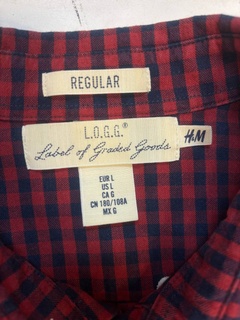 REGULAR
L.O.G.G.®
Label of Graded Goods
H&M
EUR L
US L
CA G
CN 180/108A
MX G